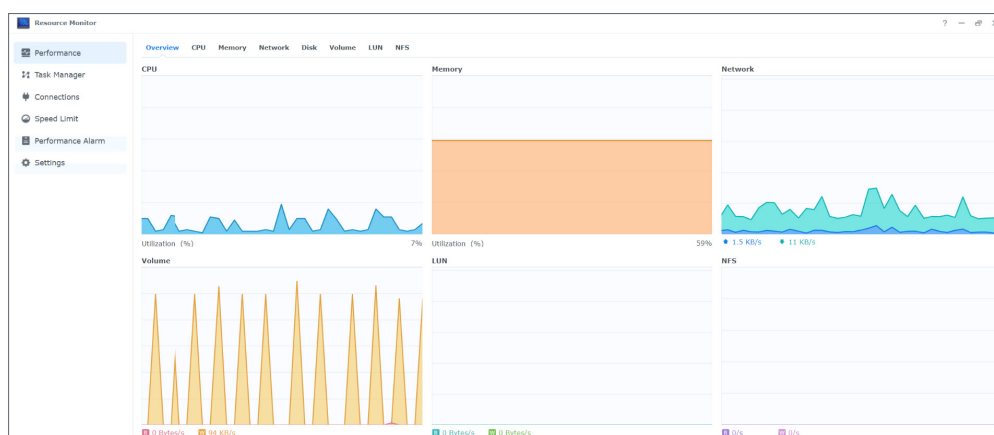 Resource Monitor
Performance
Task Manager
Connections
Speed Limit
Performance Alarm
Settings
Overview CPU Memory Network Disk Volume LUN NFS
CPU
Utilization (%) 7%
Memory
Utilization (%) 59%
Network
1.5 KB/s 11 KB/s
Volume
R 0 Bytes/s W 94 KB/s
LUN
R 0 Bytes/s W 0 Bytes/s
NFS
R 0/s W 0/s